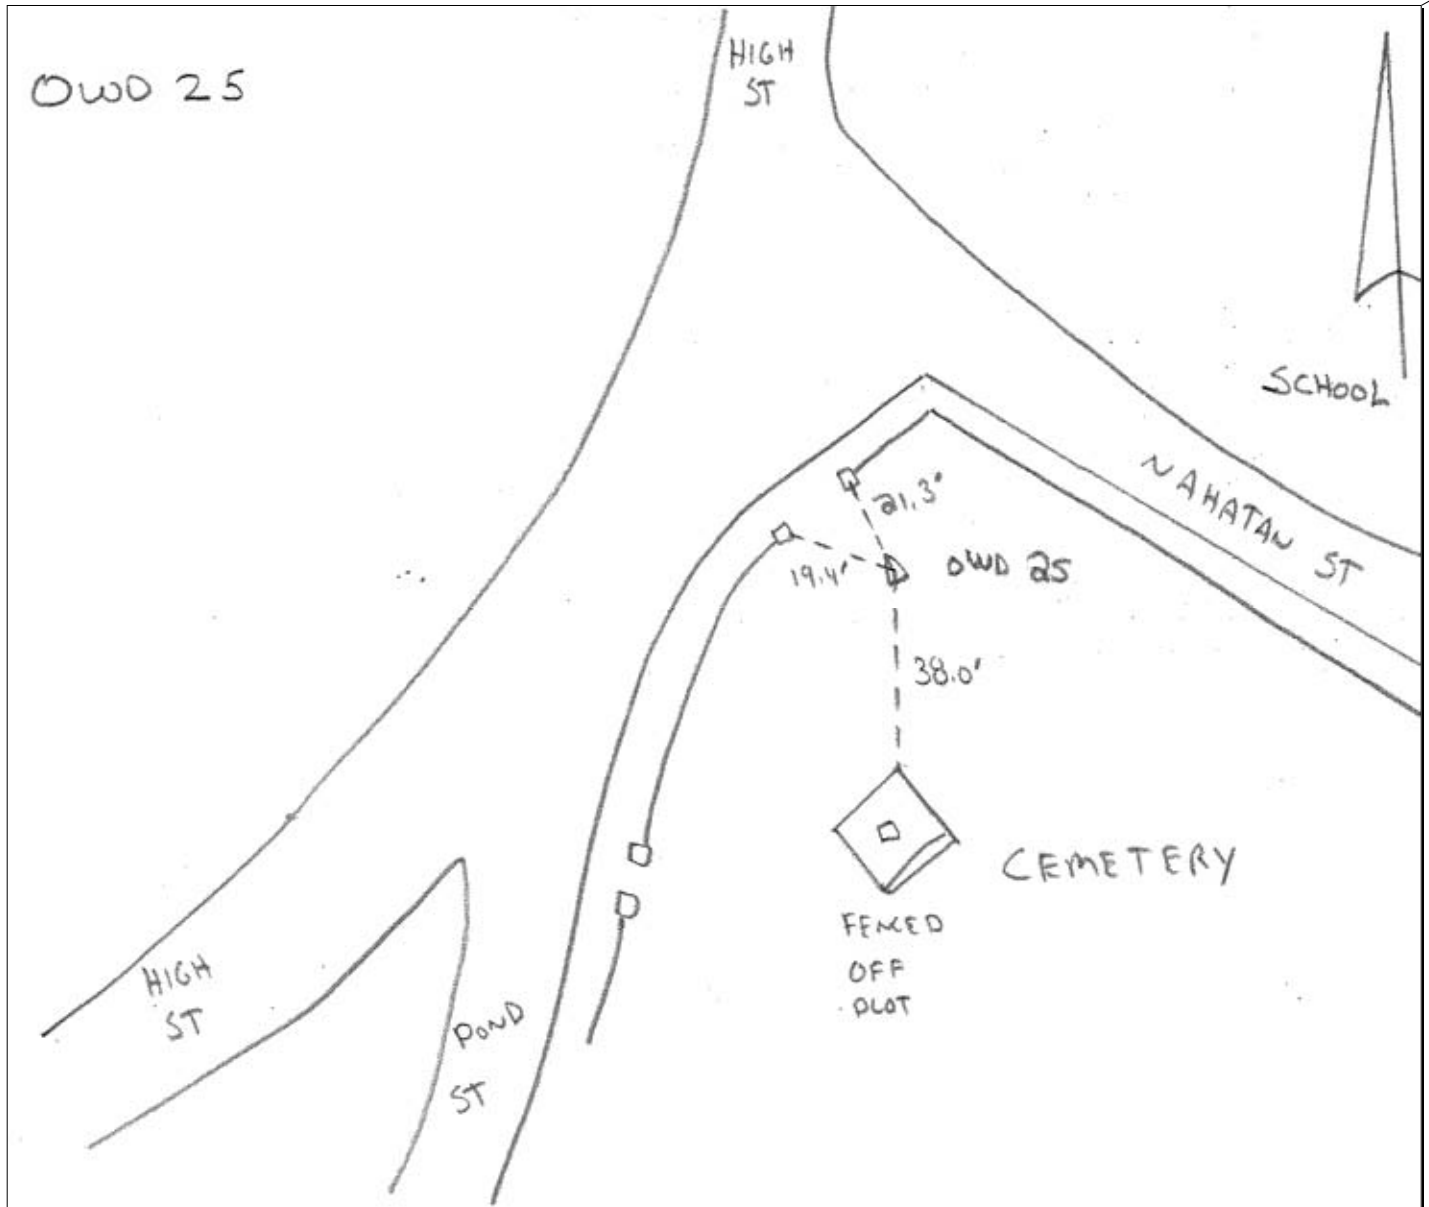 OWD 25
HIGH
ST
SCHOOL
NAHATAN ST
21.3'
19.4'
OWD 25
38.0'
CEMETERY
FENCED
OFF
PLOT
HIGH
ST
POND
ST